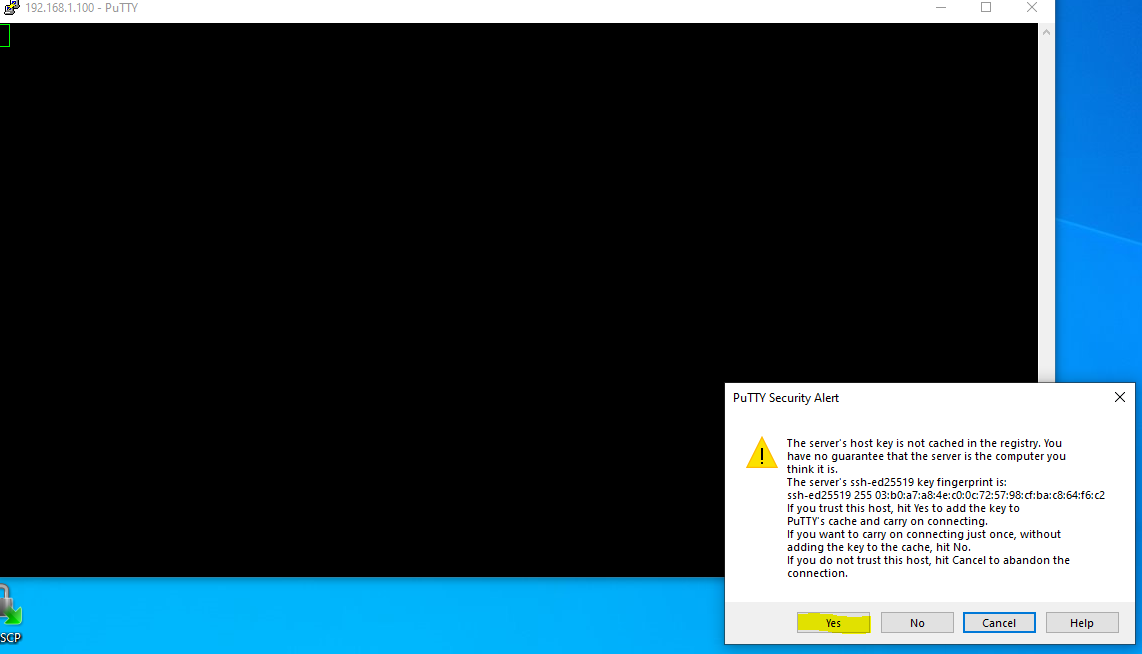 192.168.1.100 - PuTTY
PuTTY Security Alert
The server's host key is not cached in the registry. You
have no guarantee that the server is the computer you
think it is.
The server's ssh-ed25519 key fingerprint is:
ssh-ed25519 255 03:b0:a7:a8:4e:c0:0c:72:57:98:cf:ba:c8:64:f6:c2
If you trust this host, hit Yes to add the key to
PuTTY's cache and carry on connecting.
If you want to carry on connecting just once, without
adding the key to the cache, hit No.
If you do not trust this host, hit Cancel to abandon the
connection.
Yes No Cancel Help
SCP